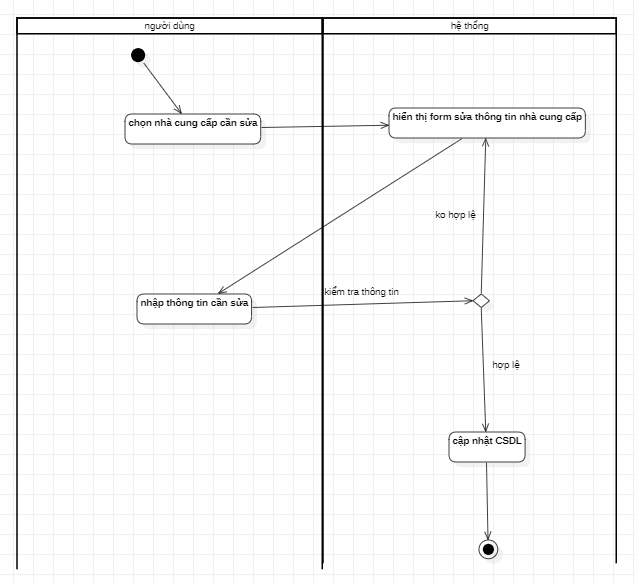 người dùng
hệ thống
chọn nhà cung cấp cần sửa
hiển thị form sửa thông tin nhà cung cấp
ko hợp lệ
kiểm tra thông tin
nhập thông tin cần sửa
hợp lệ
cập nhật CSDL